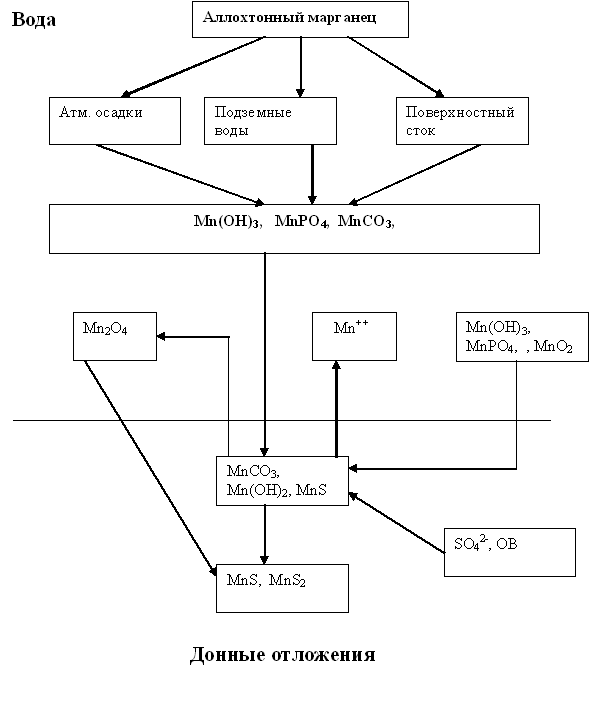 Вода
Аллохтонный марганец
Атм. осадки
Подземные
воды
Поверхностный
сток
Mn(OH)₃, MnPO₄, MnCO₃,
Mn₂O₄
Mn⁺⁺
Mn(OH)₃,
MnPO₄, , MnO₂
MnCO₃,
Mn(OH)₂, MnS
SO₄²⁻, ОВ
MnS, MnS₂
Донные отложения